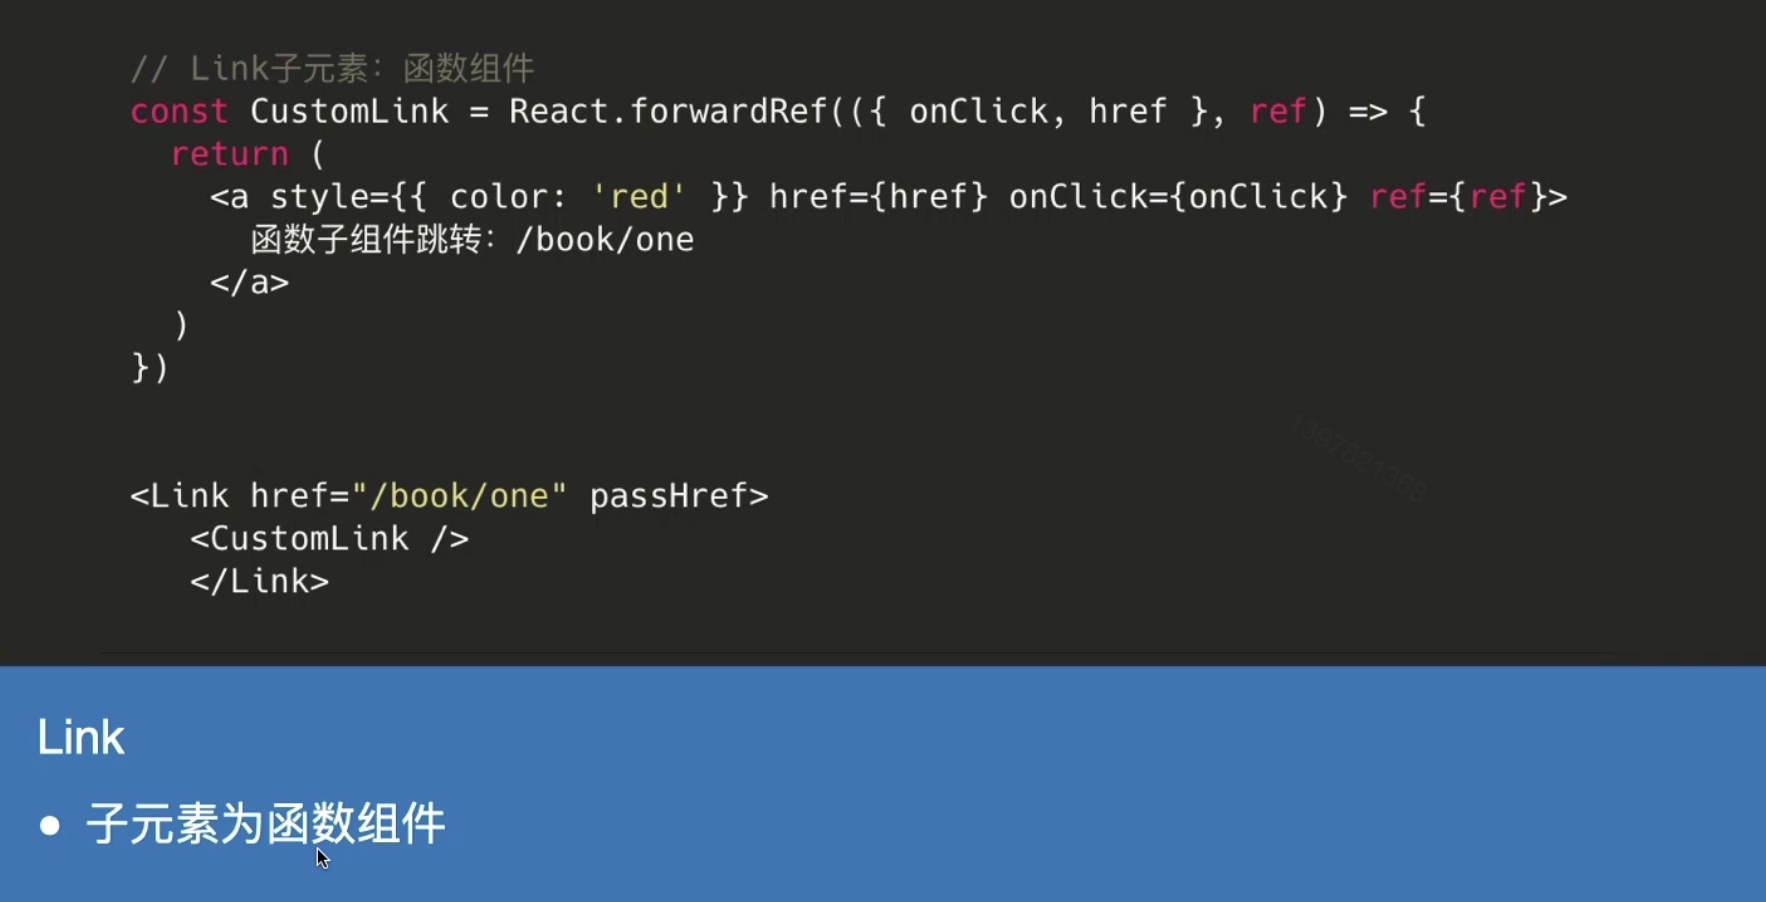 // Link子元素：函数组件
const CustomLink = React.forwardRef(({ onClick, href }, ref) => {
  return (
    <a style={{ color: 'red' }} href={href} onClick={onClick} ref={ref}>
      函数子组件跳转：/book/one
    </a>
  )
})
1397821368
<Link href="/book/one" passHref>
   <CustomLink />
   </Link>
Link
• 子元素为函数组件